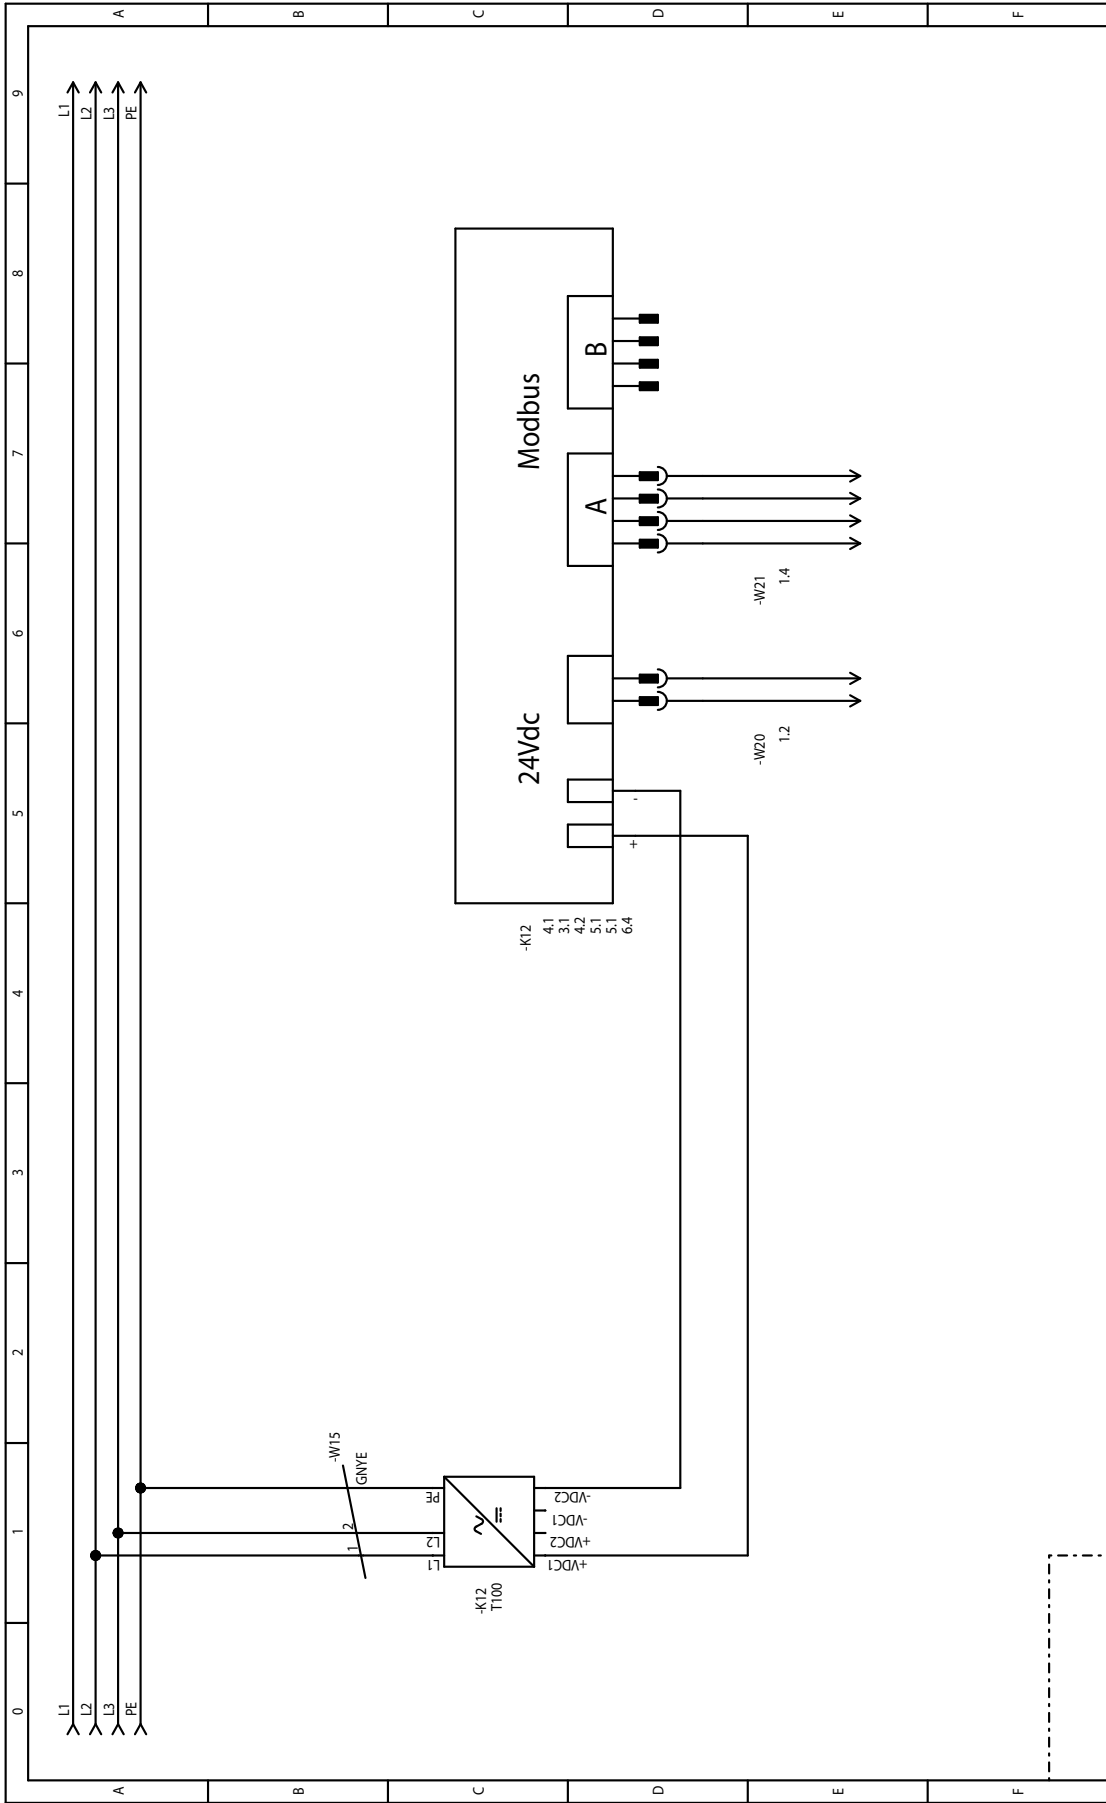 0
1
2
3
4
5
6
7
8
9
A
A
B
B
C
C
D
D
E
E
F
F
L1
L1
L2
L2
L3
L3
PE
PE
-W15
1
2
GNYE
L1
L2
PE
-K12
T100
+VDC1
+VDC2
-VDC1
-VDC2
-K12
4.1
3.1
4.2
5.1
5.1
6.4
24Vdc
Modbus
A
B
+
-
-W20
1.2
-W21
1.4